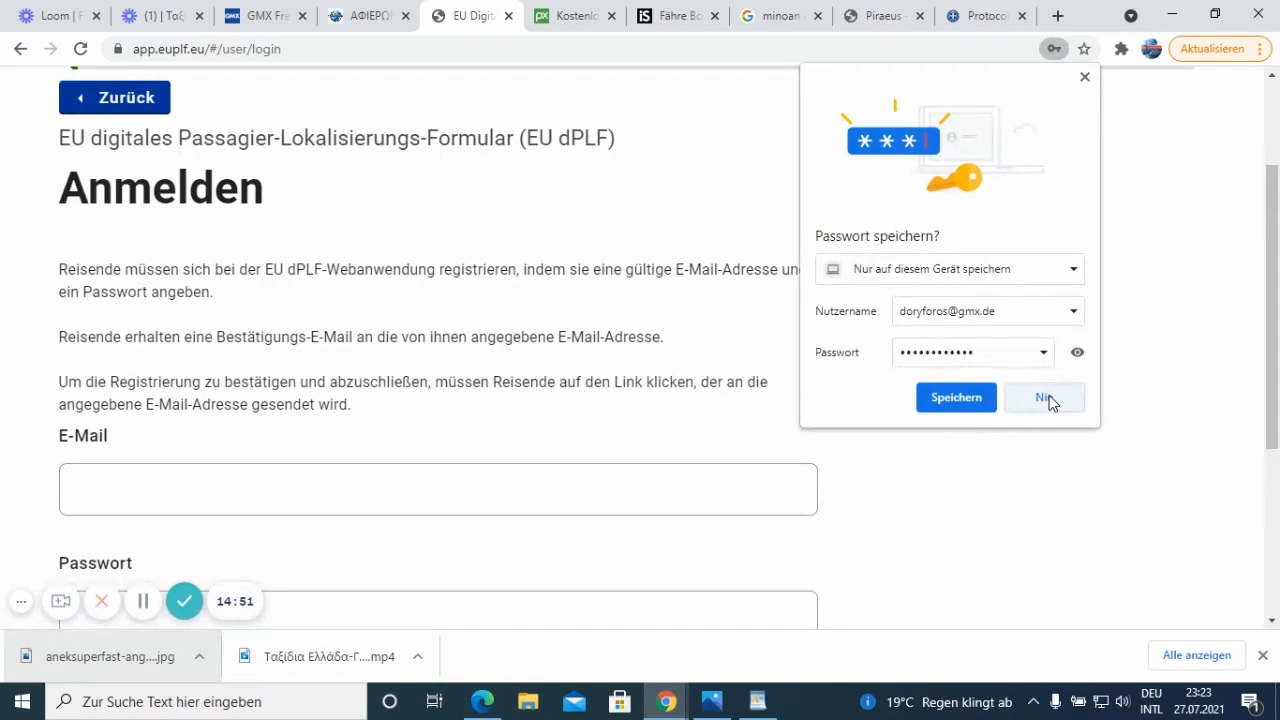 Loom |
(1) | Ταξί
GMX Fre
ΑΦΙΕΡΩ
EU Digit
Kostenlo
Fähre Bo
minoan
Piraeus -
Protocol
app.euplf.eu/#/user/login
Aktualisieren
Zurück
EU digitales Passagier-Lokalisierungs-Formular (EU dPLF)
Anmelden
Reisende müssen sich bei der EU dPLF-Webanwendung registrieren, indem sie eine gültige E-Mail-Adresse und
ein Passwort angeben.
Reisende erhalten eine Bestätigungs-E-Mail an die von ihnen angegebene E-Mail-Adresse.
Um die Registrierung zu bestätigen und abzuschließen, müssen Reisende auf den Link klicken, der an die
angegebene E-Mail-Adresse gesendet wird.
E-Mail
Passwort
Passwort speichern?
Nur auf diesem Gerät speichern
Nutzername doryforos@gmx.de
Passwort ••••••••••••
Speichern
14:51
aneksuperfast-ang....jpg
Ταξίδια Ελλάδα-Γ....mp4
Alle anzeigen
Zur Suche Text hier eingeben
19°C Regen klingt ab
DEU
INTL
23:23
27.07.2021
1